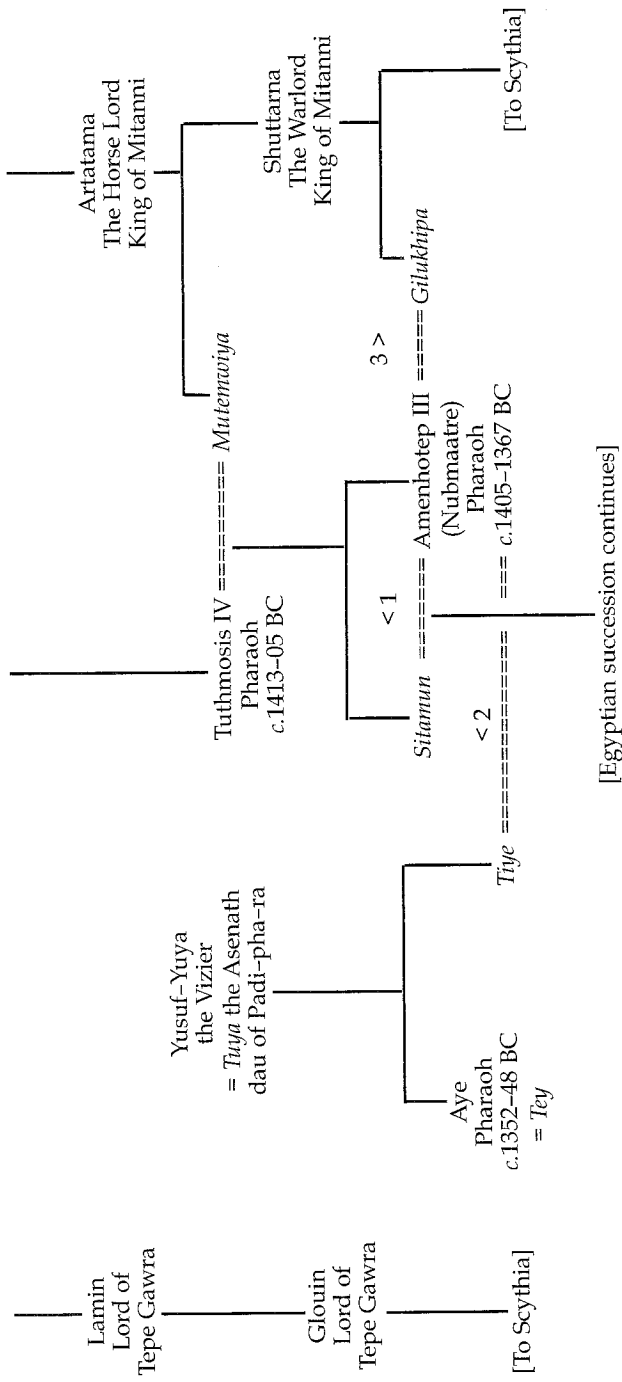 Lamin
Lord of
Tepe Gawra
Glouin
Lord of
Tepe Gawra
[To Scythia]
Yusuf-Yuya
the Vizier
= Tuya the Asenath
dau of Padi-pha-ra
Aye
Pharaoh
c.1352–48 BC
= Tey
Tiye
< 2
Tuthmosis IV ========= Mutemwiya
Pharaoh
c.1413–05 BC
Artatama
The Horse Lord
King of Mitanni
Shuttarna
The Warlord
King of Mitanni
< 1
3 >
Sitamun ======= Amenhotep III ===== Gilukhipa
(Nubmaatre)
Pharaoh
c.1405–1367 BC
[To Scythia]
[Egyptian succession continues]